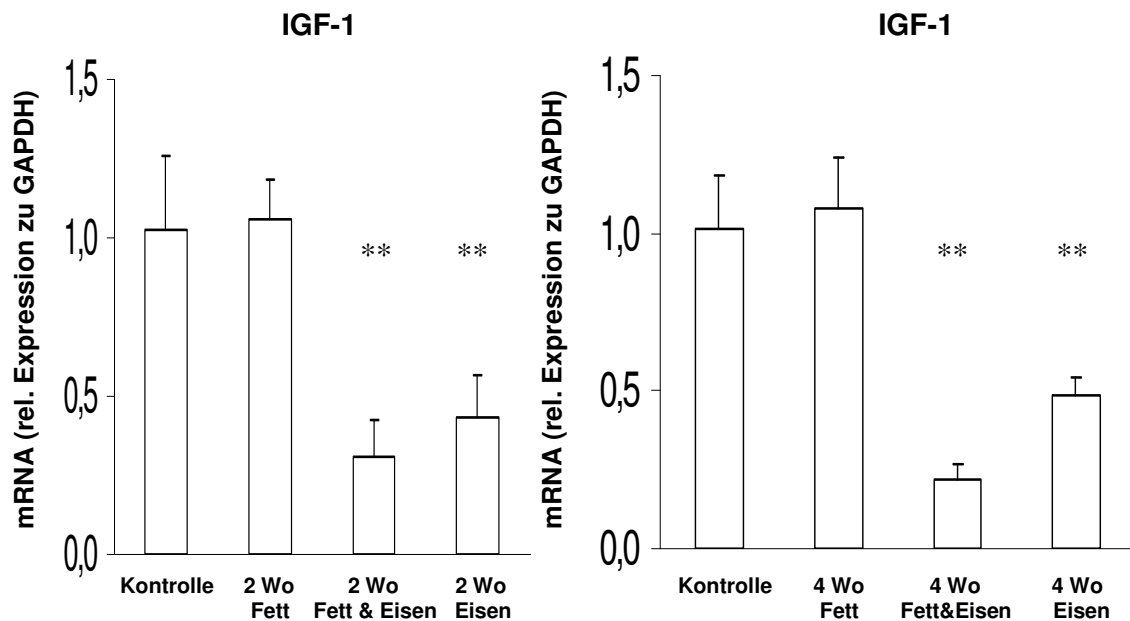 IGF-1
mRNA (rel. Expression zu GAPDH)
1,5
1,0
0,5
0,0
** **
Kontrolle 2 Wo 2 Wo 2 Wo
Fett Fett & Eisen Eisen
IGF-1
mRNA (rel. Expression zu GAPDH)
1,5
1,0
0,5
0,0
** **
Kontrolle 4 Wo 4 Wo 4 Wo
Fett Fett&Eisen Eisen